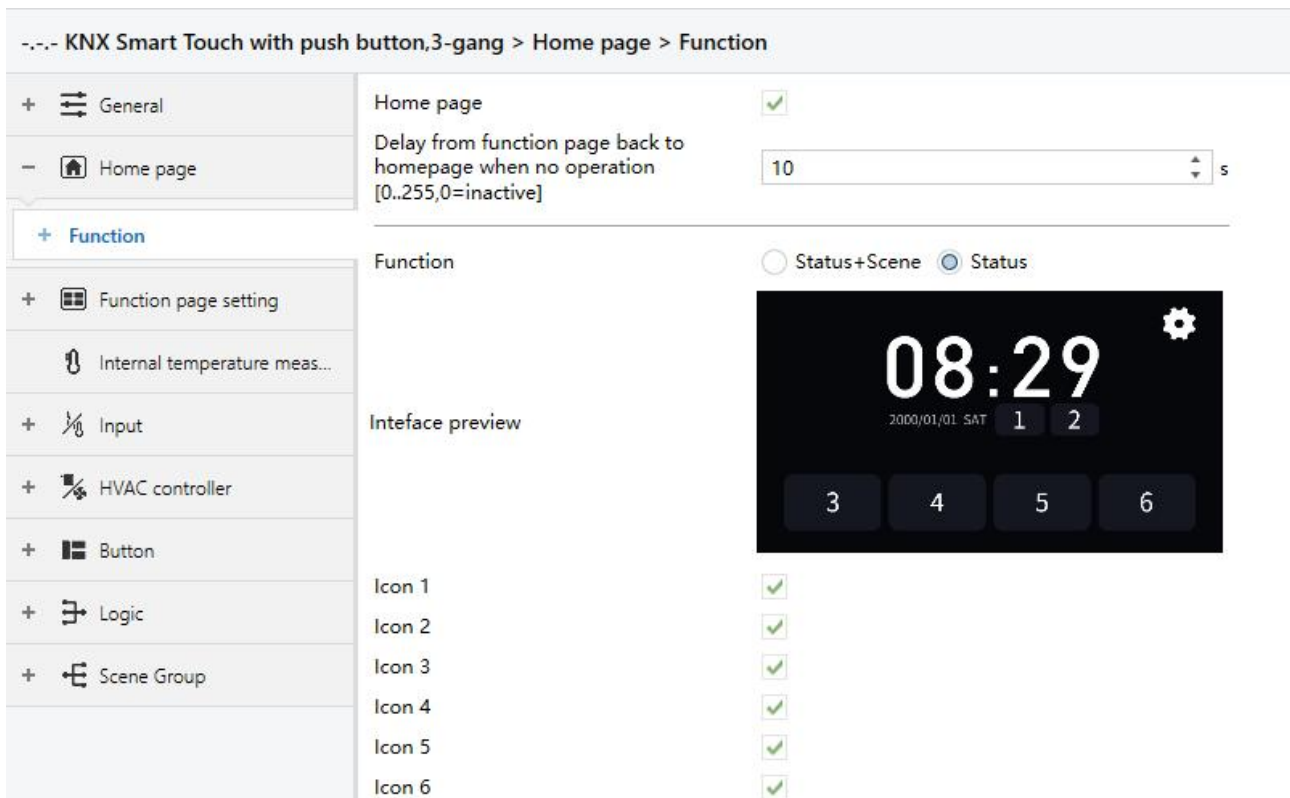 -.-.- KNX Smart Touch with push button,3-gang > Home page > Function
+ General
− Home page
+ Function
+ Function page setting
Internal temperature meas...
+ Input
+ HVAC controller
+ Button
+ Logic
+ Scene Group
Home page
Delay from function page back to
homepage when no operation
[0..255,0=inactive]
10 s
Function
Status+Scene Status
Inteface preview
08:29
2000/01/01 SAT 1 2
3 4 5 6
Icon 1
Icon 2
Icon 3
Icon 4
Icon 5
Icon 6